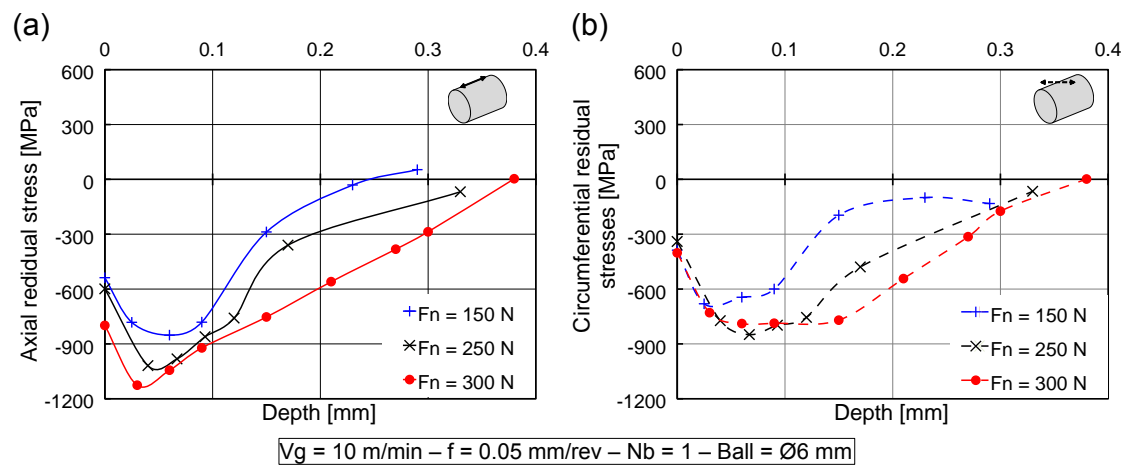 (a)
0 0.1 0.2 0.3 0.4
600
300
0
-300
-600
-900
-1200
Axial redidual stress [MPa]
Fn = 150 N
Fn = 250 N
Fn = 300 N
Depth [mm]
(b)
0 0.1 0.2 0.3 0.4
600
300
0
-300
-600
-900
-1200
Circumferential residual
stresses [MPa]
Fn = 150 N
Fn = 250 N
Fn = 300 N
Depth [mm]
Vg = 10 m/min – f = 0.05 mm/rev – Nb = 1 – Ball = Ø6 mm